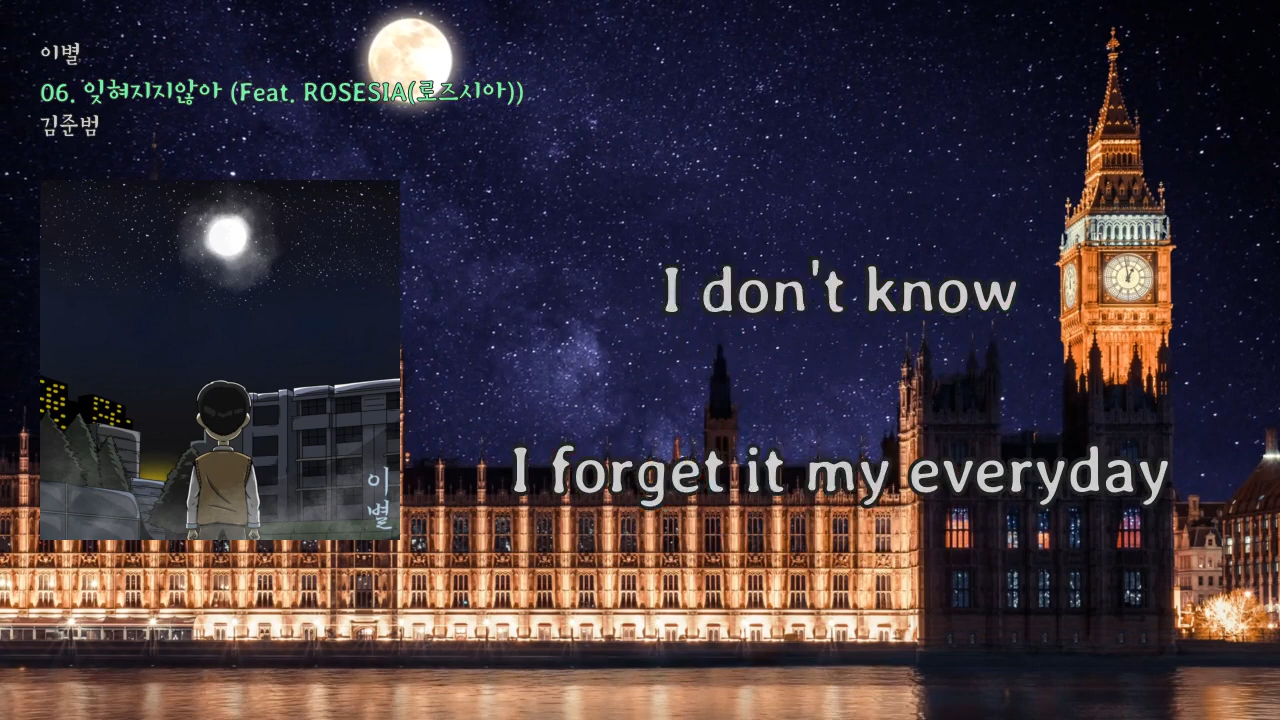 이별
06. 잊혀지지않아 (Feat. ROSESIA(로즈시아))
김준범
이별
I don't know
I forget it my everyday